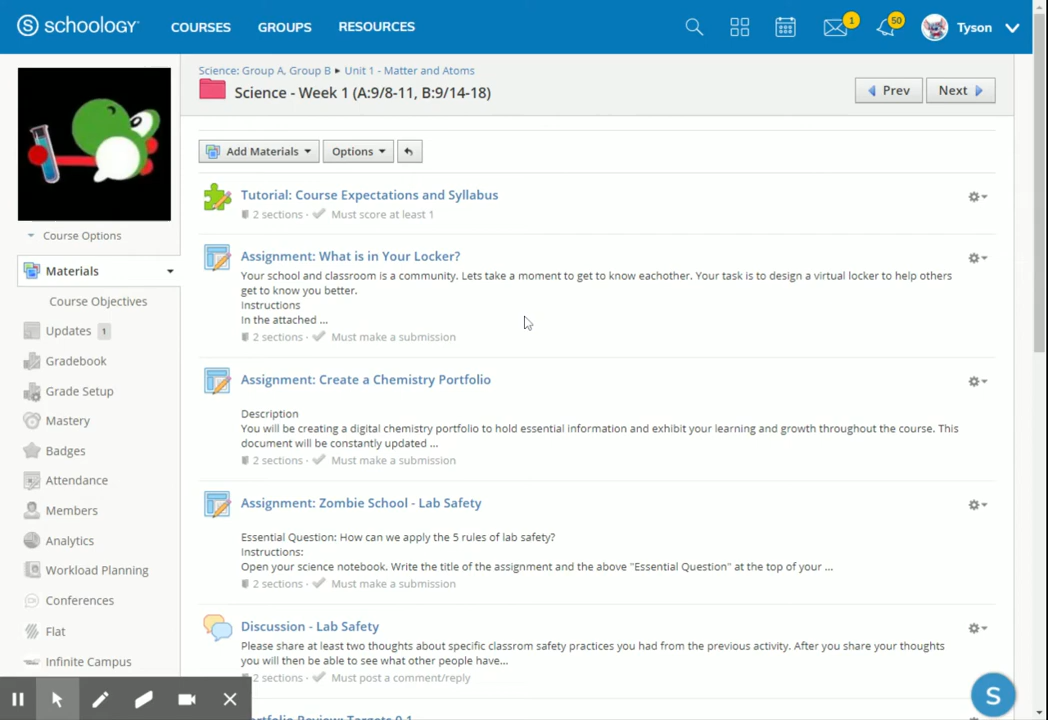 S schoology
COURSES
GROUPS
RESOURCES
1
50
Tyson
Science: Group A, Group B ▸ Unit 1 - Matter and Atoms
Science - Week 1 (A:9/8-11, B:9/14-18)
Prev
Next
Add Materials
Options
Course Options
Materials
Course Objectives
Updates 1
Gradebook
Grade Setup
Mastery
Badges
Attendance
Members
Analytics
Workload Planning
Conferences
Flat
Infinite Campus
Tutorial: Course Expectations and Syllabus
2 sections · Must score at least 1
Assignment: What is in Your Locker?
Your school and classroom is a community. Lets take a moment to get to know eachother. Your task is to design a virtual locker to help others
get to know you better.
Instructions
In the attached ...
2 sections · Must make a submission
Assignment: Create a Chemistry Portfolio
Description
You will be creating a digital chemistry portfolio to hold essential information and exhibit your learning and growth throughout the course. This
document will be constantly updated ...
2 sections · Must make a submission
Assignment: Zombie School - Lab Safety
Essential Question: How can we apply the 5 rules of lab safety?
Instructions:
Open your science notebook. Write the title of the assignment and the above "Essential Question" at the top of your ...
2 sections · Must make a submission
Discussion - Lab Safety
Please share at least two thoughts about specific classrom safety practices you had from the previous activity. After you share your thoughts
you will then be able to see what other people have...
2 sections · Must post a comment/reply
Portfolio Review: Targets 0.1
S